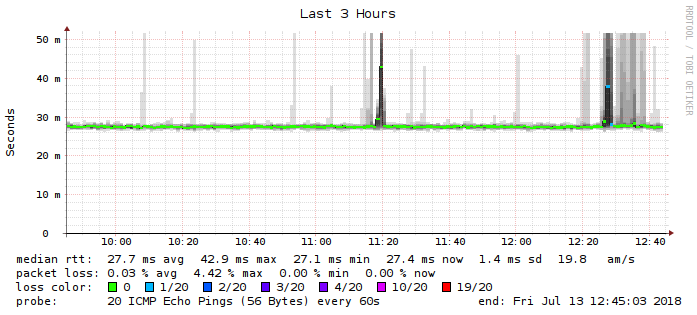 Last 3 Hours
RRDTOOL / TOBI OETIKER
Seconds
50 m
40 m
30 m
20 m
10 m
0
10:00 10:20 10:40 11:00 11:20 11:40 12:00 12:20 12:40
median rtt: 27.7 ms avg 42.9 ms max 27.1 ms min 27.4 ms now 1.4 ms sd 19.8 am/s
packet loss: 0.03 % avg 4.42 % max 0.00 % min 0.00 % now
loss color: 0 1/20 2/20 3/20 4/20 10/20 19/20
probe: 20 ICMP Echo Pings (56 Bytes) every 60s end: Fri Jul 13 12:45:03 2018